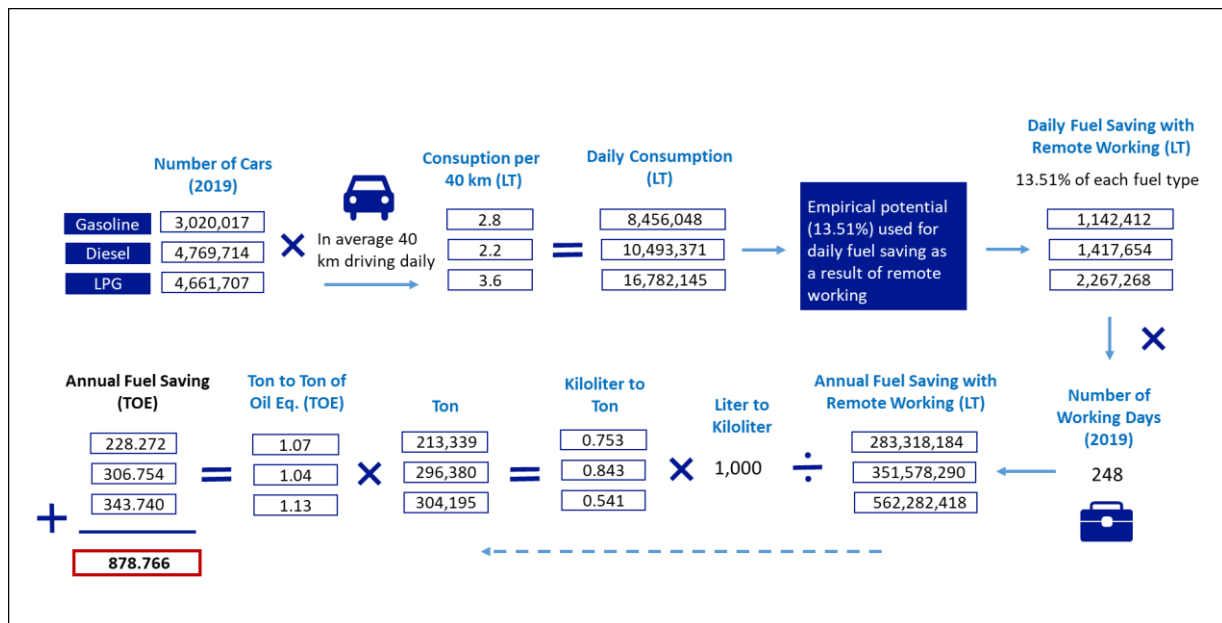 Number of Cars
(2019)
Gasoline
3,020,017
Diesel
4,769,714
LPG
4,661,707
×
In average 40
km driving daily
Consuption per
40 km (LT)
2.8
2.2
3.6
=
Daily Consumption
(LT)
8,456,048
10,493,371
16,782,145
Empirical potential
(13.51%) used for
daily fuel saving as
a result of remote
working
Daily Fuel Saving with
Remote Working (LT)
13.51% of each fuel type
1,142,412
1,417,654
2,267,268
×
Number of
Working Days
(2019)
248
Annual Fuel Saving with
Remote Working (LT)
283,318,184
351,578,290
562,282,418
÷
Liter to
Kiloliter
1,000
×
Kiloliter to
Ton
0.753
0.843
0.541
=
Ton
213,339
296,380
304,195
×
Ton to Ton of
Oil Eq. (TOE)
1.07
1.04
1.13
=
Annual Fuel Saving
(TOE)
228.272
306.754
343.740
+
878.766